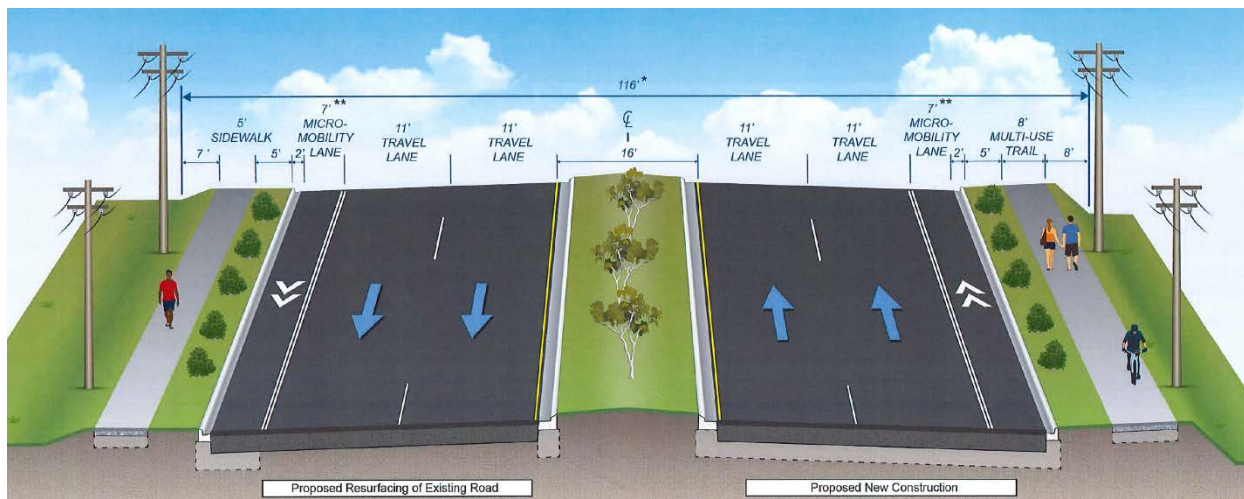 116' *
℄
5'
SIDEWALK
7' **
MICRO-
MOBILITY
LANE
11'
TRAVEL
LANE
11'
TRAVEL
LANE
11'
TRAVEL
LANE
11'
TRAVEL
LANE
7' **
MICRO-
MOBILITY
LANE
8'
MULTI-USE
TRAIL
7' 5' 2' 16' 2' 5' 8'
Proposed Resurfacing of Existing Road
Proposed New Construction